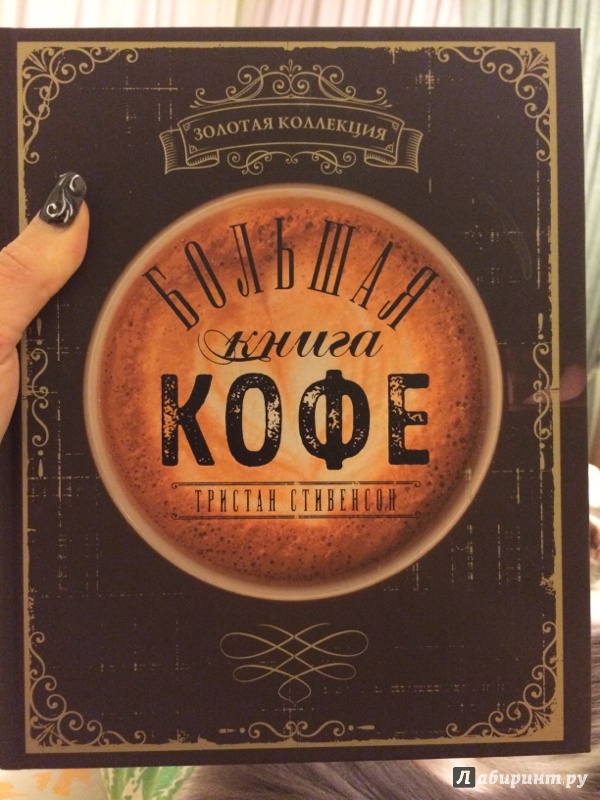 ЗОЛОТАЯ КОЛЛЕКЦИЯ
БОЛЬШАЯ
книга
КОФЕ
ТРИСТАН СТИВЕНСОН
Лабиринт.ру